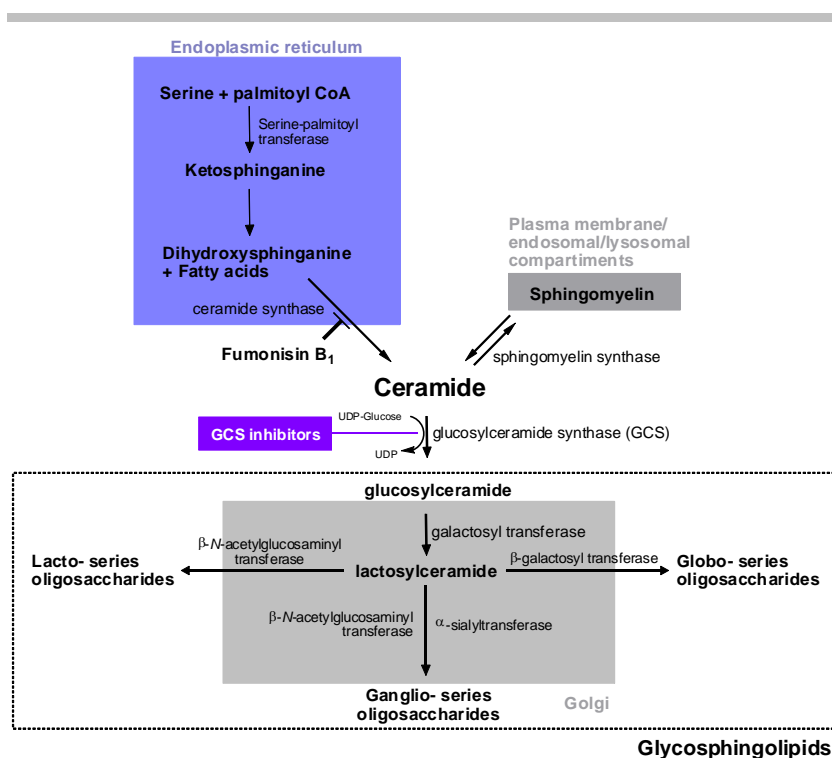 Endoplasmic reticulum
Serine + palmitoyl CoA
Serine-palmitoyl
transferase
Ketosphinganine
Dihydroxysphinganine
+ Fatty acids
ceramide synthase
Fumonisin B₁
Plasma membrane/
endosomal/lysosomal
compartiments
Sphingomyelin
sphingomyelin synthase
Ceramide
GCS inhibitors
UDP-Glucose
UDP
glucosylceramide synthase (GCS)
glucosylceramide
galactosyl transferase
Lacto- series
oligosaccharides
β-N-acetylglucosaminyl
transferase
lactosylceramide
β-galactosyl transferase
Globo- series
oligosaccharides
β-N-acetylglucosaminyl
transferase
α-sialyltransferase
Ganglio- series
oligosaccharides
Golgi
Glycosphingolipids